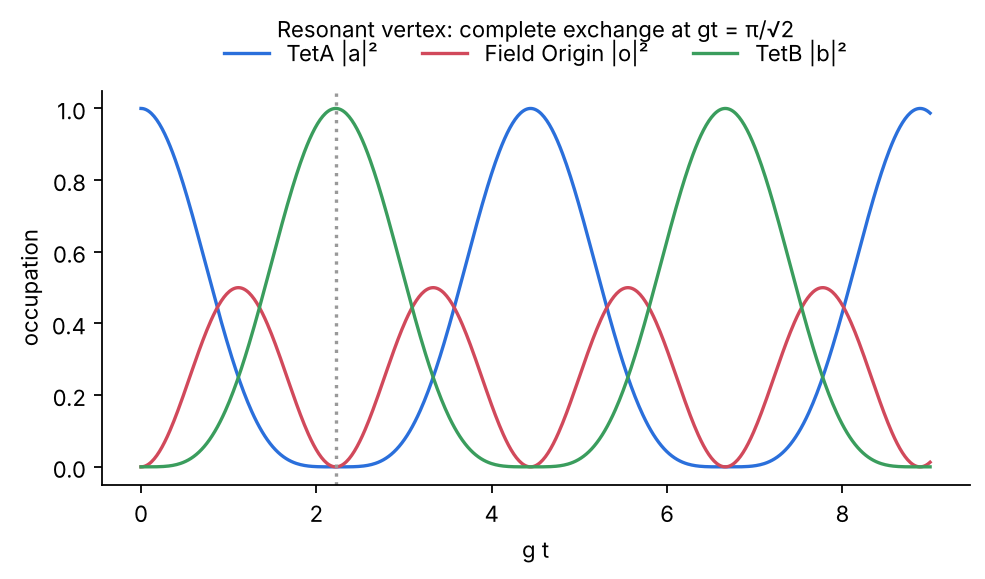 Resonant vertex: complete exchange at gt = π/√2
TetA |a|² Field Origin |o|² TetB |b|²
1.0
0.8
0.6
0.4
0.2
0.0
occupation
0 2 4 6 8
g t